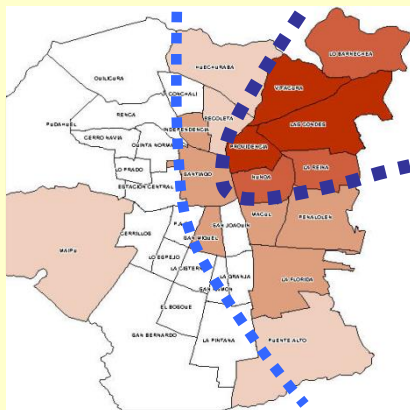 LO BARNECHEA
HUECHURABA
QUILICURA
VITACURA
CONCHALI
RENCA
RECOLETA
LAS CONDES
PUDAHUEL
INDEPENDENCIA
CERRO NAVIA
QUINTA NORMAL
PROVIDENCIA
LO PRADO
LA REINA
SANTIAGO
ÑUÑOA
ESTACION CENTRAL
MACUL
PEÑALOLEN
SAN JOAQUIN
CERRILLOS
SAN MIGUEL
MAIPU
LO ESPEJO
LA CISTERNA
LA GRANJA
LA FLORIDA
SAN RAMON
EL BOSQUE
SAN BERNARDO
LA PINTANA
PUENTE ALTO